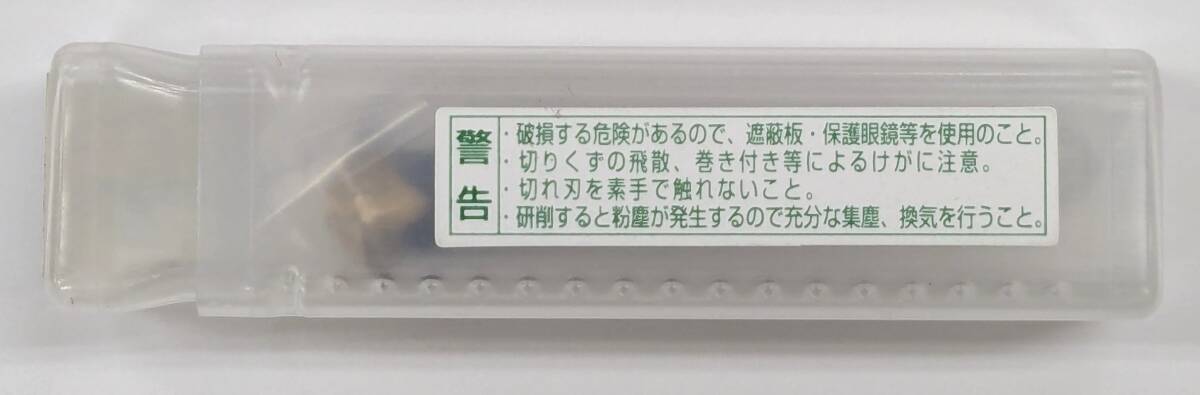 警告
・破損する危険があるので、遮蔽板・保護眼鏡等を使用のこと。
・切りくずの飛散、巻き付き等によるけがに注意。
・切れ刃を素手で触れないこと。
・研削すると粉塵が発生するので充分な集塵、換気を行うこと。